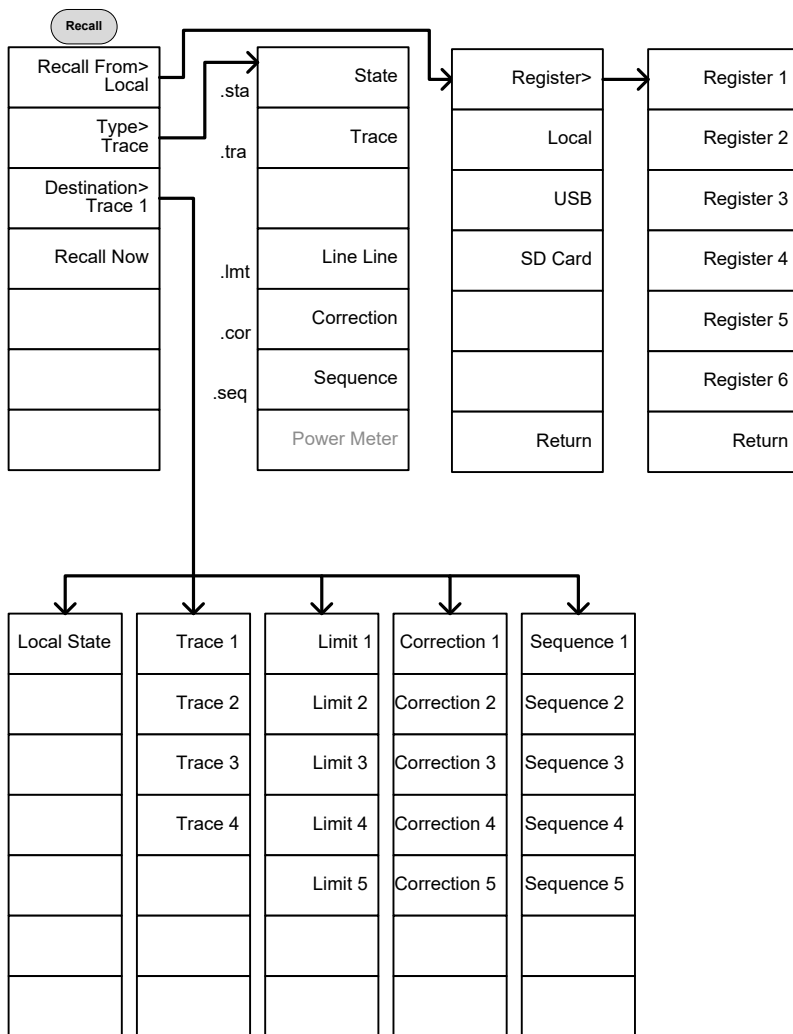 Recall
Recall From>
Local
Type>
Trace
Destination>
Trace 1
Recall Now
.sta
.tra
.lmt
.cor
.seq
State
Trace
Line Line
Correction
Sequence
Power Meter
Register>
Local
USB
SD Card
Return
Register 1
Register 2
Register 3
Register 4
Register 5
Register 6
Return
Local State
Trace 1
Trace 2
Trace 3
Trace 4
Limit 1
Limit 2
Limit 3
Limit 4
Limit 5
Correction 1
Correction 2
Correction 3
Correction 4
Correction 5
Sequence 1
Sequence 2
Sequence 3
Sequence 4
Sequence 5